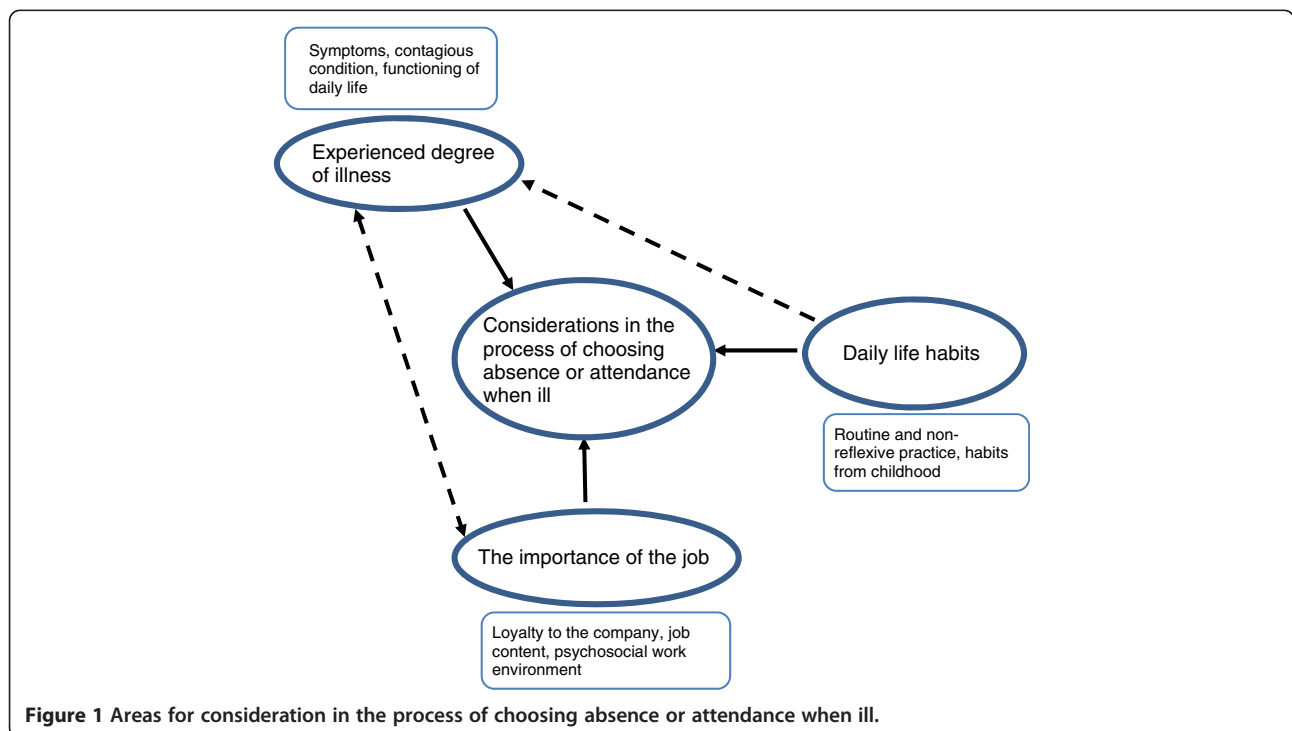 Symptoms, contagious
condition, functioning of
daily life
Experienced degree
of illness
Considerations in the
process of choosing
absence or attendance
when ill
Daily life habits
Routine and non-
reflexive practice, habits
from childhood
The importance of the job
Loyalty to the company, job
content, psychosocial work
environment
Figure 1 Areas for consideration in the process of choosing absence or attendance when ill.